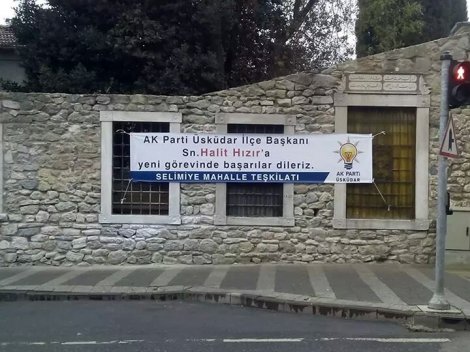 AK Parti Üsküdar İlçe Başkanı
Sn.Halit Hızır'a
yeni görevinde başarılar dileriz.
SELİMİYE MAHALLE TEŞKİLATI
AK PARTİ
ÜSKÜDAR